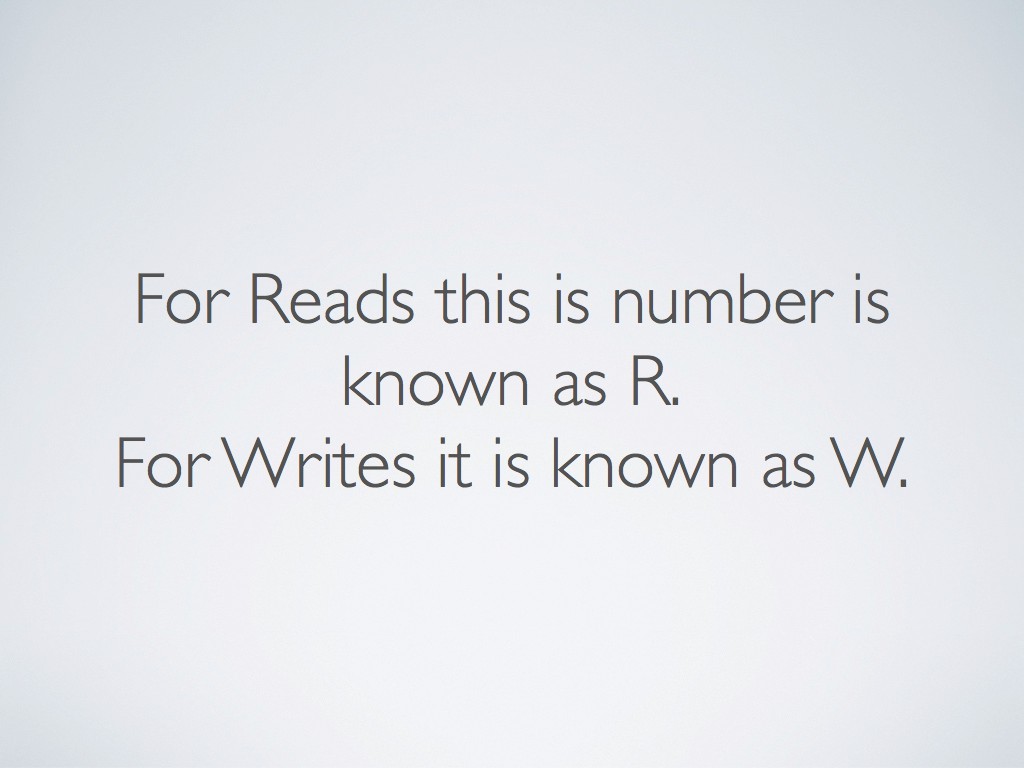 For Reads this is number is
known as R.
For Writes it is known as W.